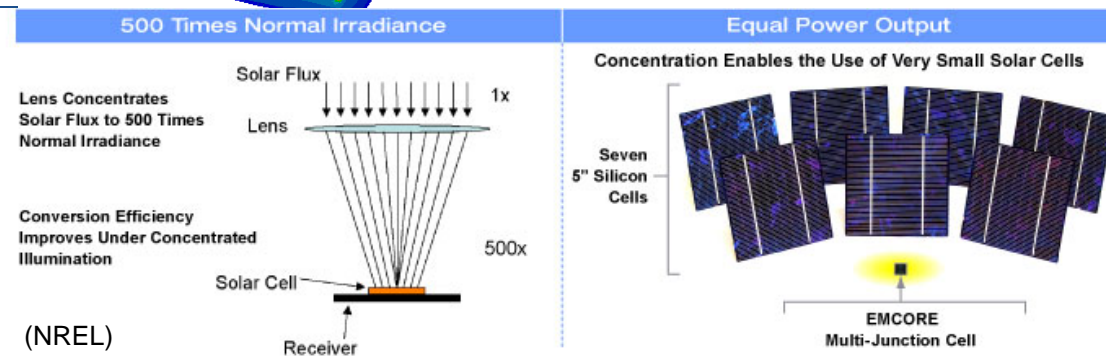 500 Times Normal Irradiance
Lens Concentrates
Solar Flux to 500 Times
Normal Irradiance
Conversion Efficiency
Improves Under Concentrated
Illumination
Solar Flux
1x
Lens
500x
Solar Cell
Receiver
(NREL)
Equal Power Output
Concentration Enables the Use of Very Small Solar Cells
Seven
5" Silicon
Cells
EMCORE
Multi-Junction Cell